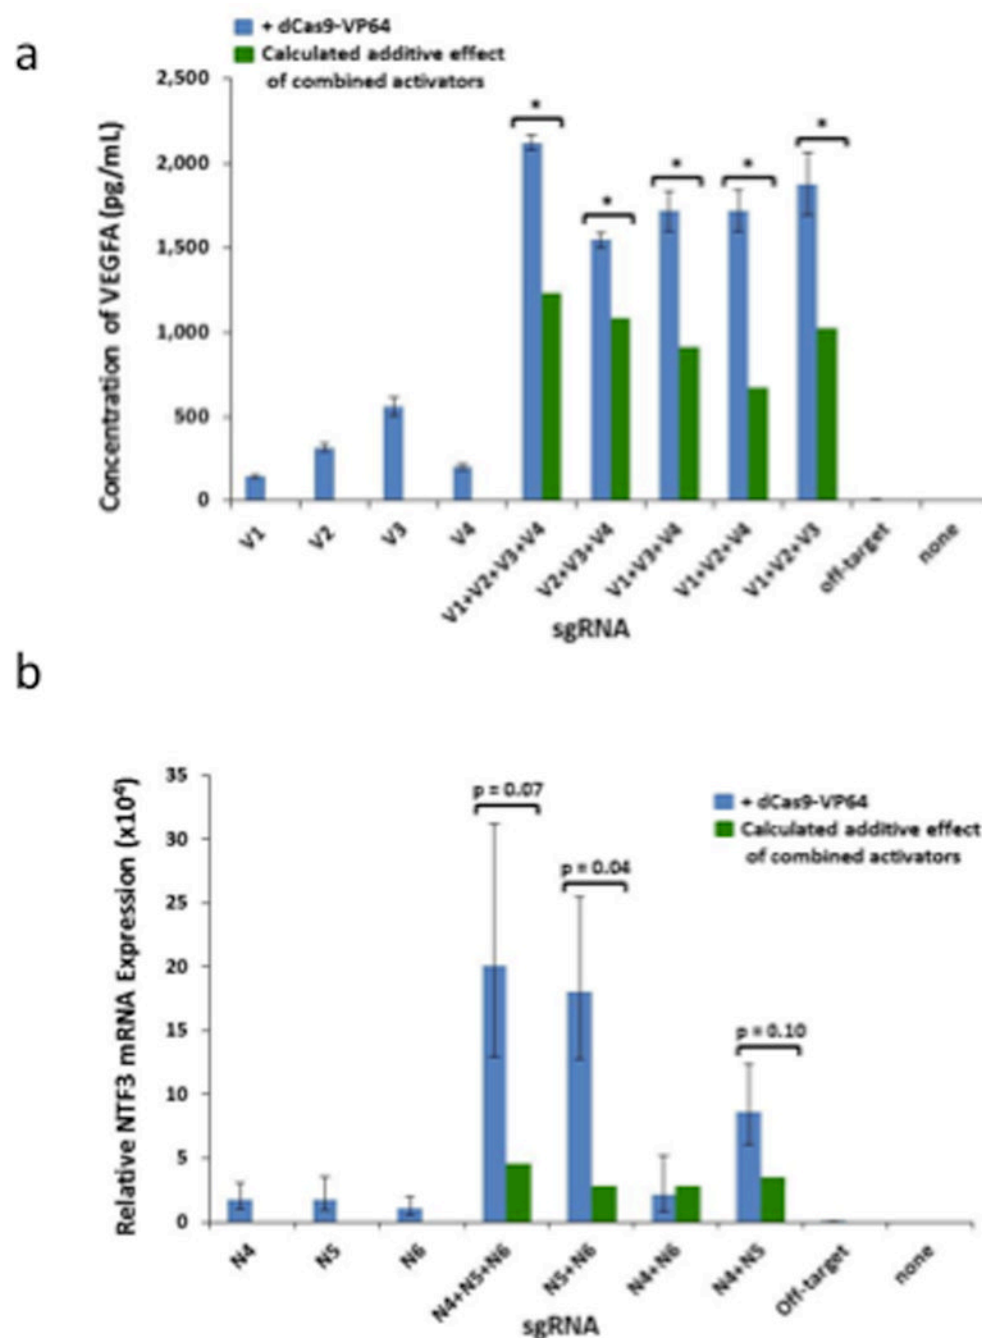 a
+ dCas9-VP64
Calculated additive effect
of combined activators
Concentration of VEGFA (pg/mL)
2,500
2,000
1,500
1,000
500
0
*
*
*
*
*
V1
V2
V3
V4
V1+V2+V3+V4
V2+V3+V4
V1+V3+V4
V1+V2+V4
V1+V2+V3
off-target
none
sgRNA
b
Relative NTF3 mRNA Expression (x10⁴)
35
30
25
20
15
10
5
0
p = 0.07
p = 0.04
p = 0.10
+ dCas9-VP64
Calculated additive effect
of combined activators
N4
N5
N6
N4+N5+N6
N5+N6
N4+N6
N4+N5
Off-target
none
sgRNA